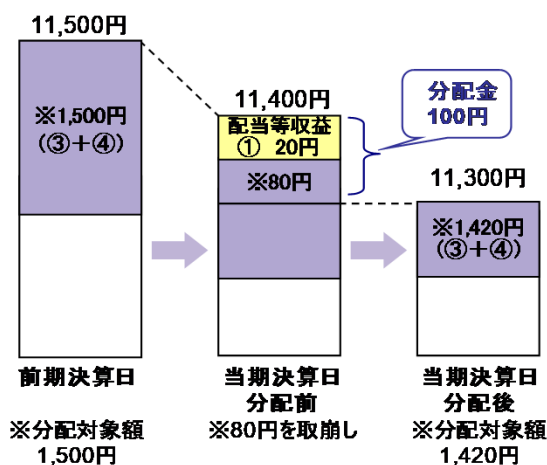 11,500円
※1,500円
(③+④)
前期決算日
※分配対象額
1,500円
11,400円
配当等収益
① 20円
※80円
当期決算日
分配前
※80円を取崩し
分配金
100円
11,300円
※1,420円
(③+④)
当期決算日
分配後
※分配対象額
1,420円